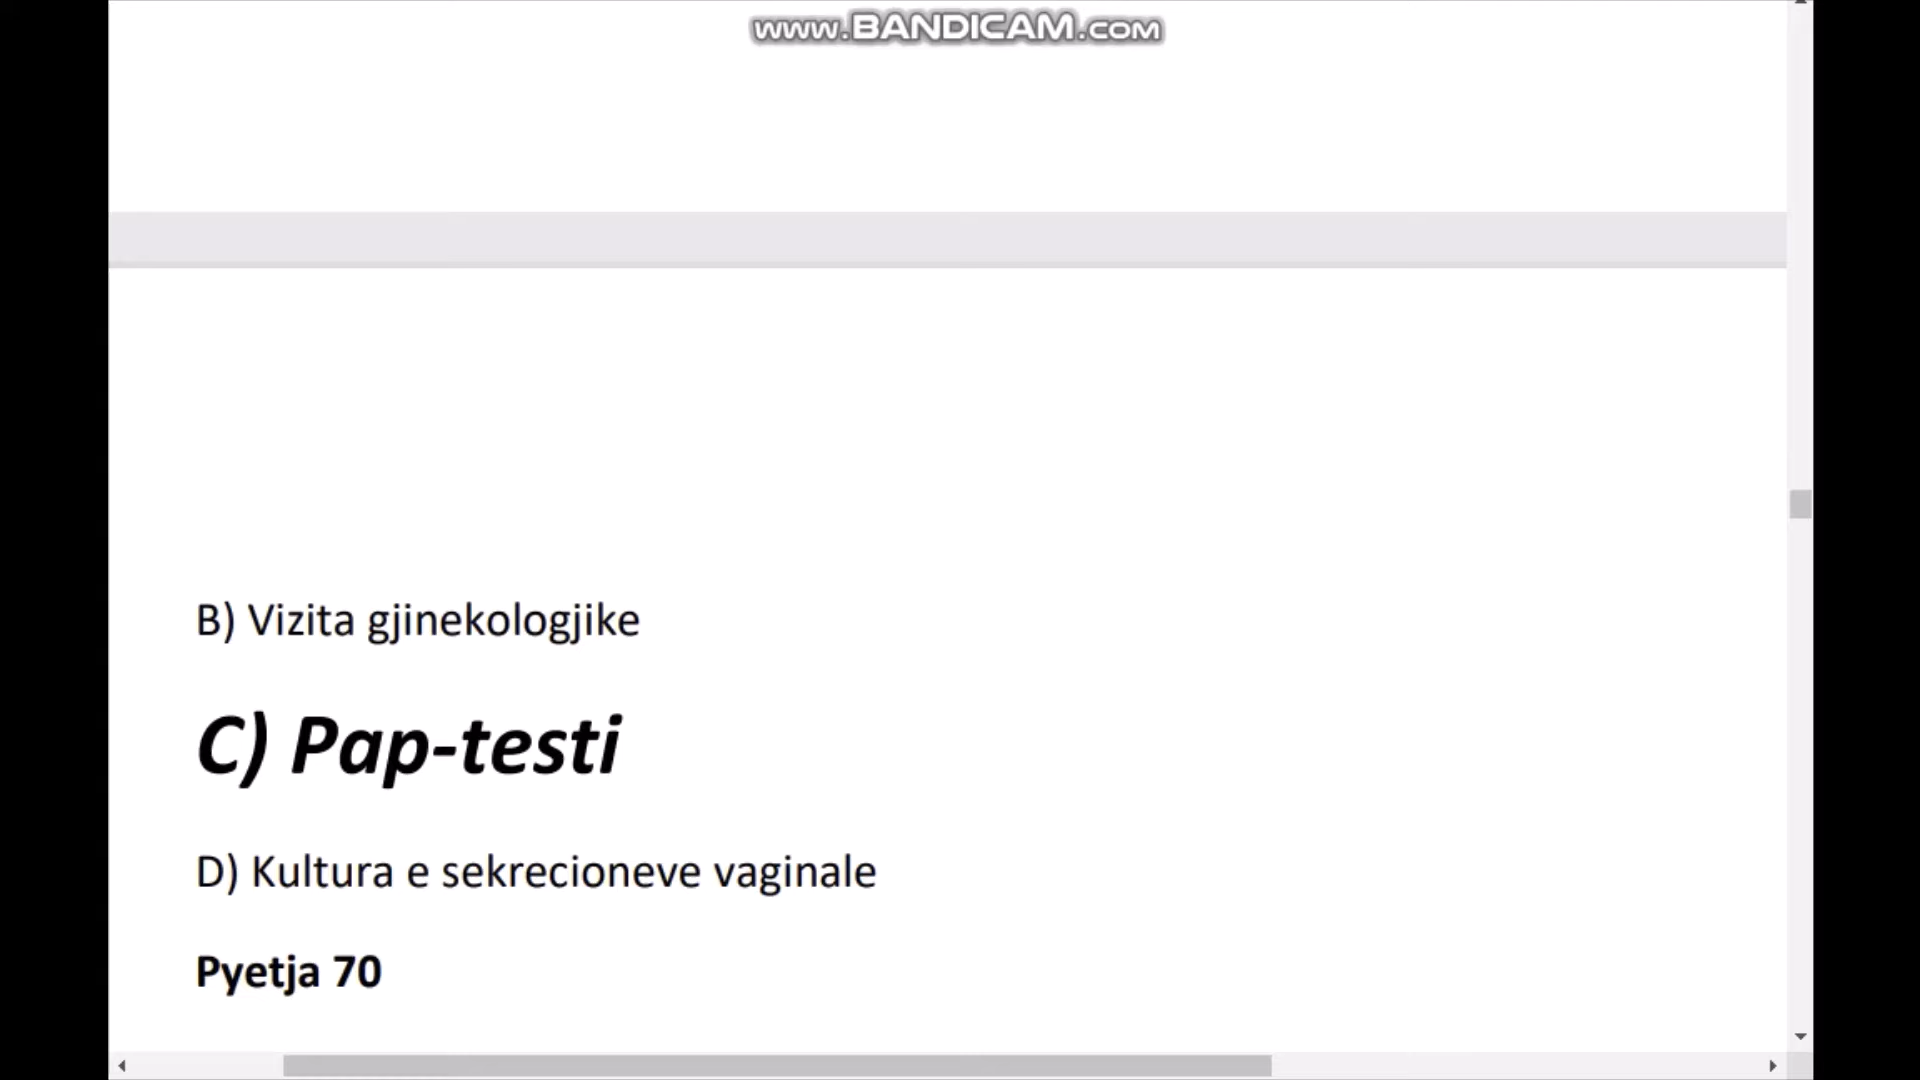 www.BANDICAM.com
B) Vizita gjinekologjike
C) Pap-testi
D) Kultura e sekrecioneve vaginale
Pyetja 70